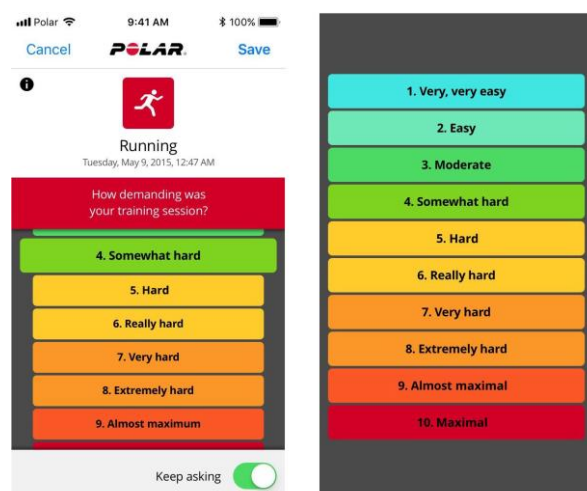 Polar 9:41 AM 100%
Cancel POLAR. Save
Running
Tuesday, May 9, 2015, 12:47 AM
How demanding was
your training session?
4. Somewhat hard
5. Hard
6. Really hard
7. Very hard
8. Extremely hard
9. Almost maximum
Keep asking
1. Very, very easy
2. Easy
3. Moderate
4. Somewhat hard
5. Hard
6. Really hard
7. Very hard
8. Extremely hard
9. Almost maximal
10. Maximal